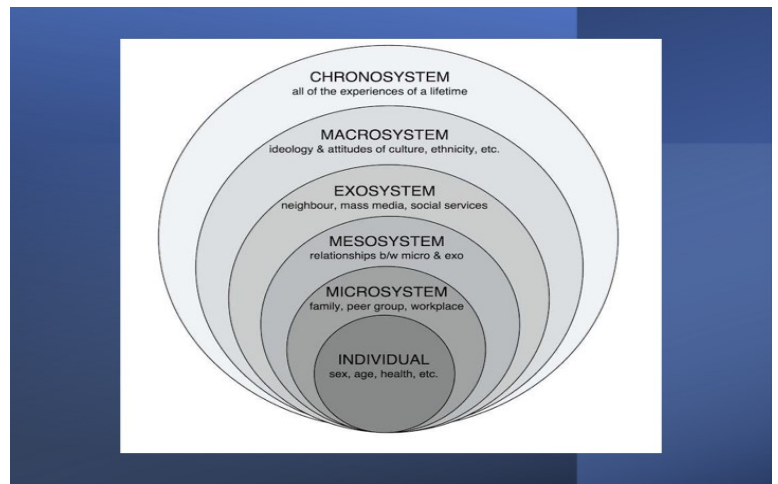 CHRONOSYSTEM
all of the experiences of a lifetime
MACROSYSTEM
ideology & attitudes of culture, ethnicity, etc.
EXOSYSTEM
neighbour, mass media, social services
MESOSYSTEM
relationships b/w micro & exo
MICROSYSTEM
family, peer group, workplace
INDIVIDUAL
sex, age, health, etc.